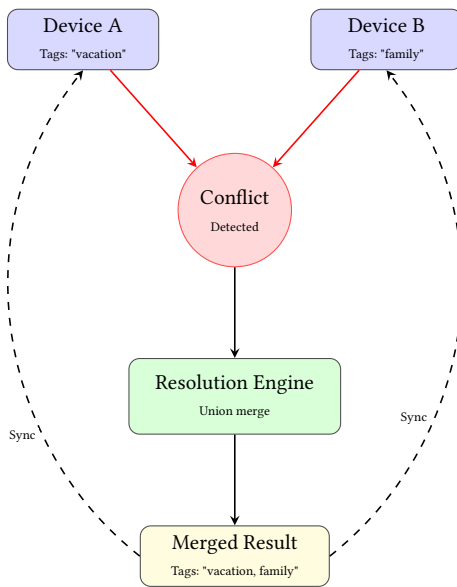 Device A
Tags: "vacation"
Device B
Tags: "family"
Conflict
Detected
Resolution Engine
Union merge
Sync
Sync
Merged Result
Tags: "vacation, family"